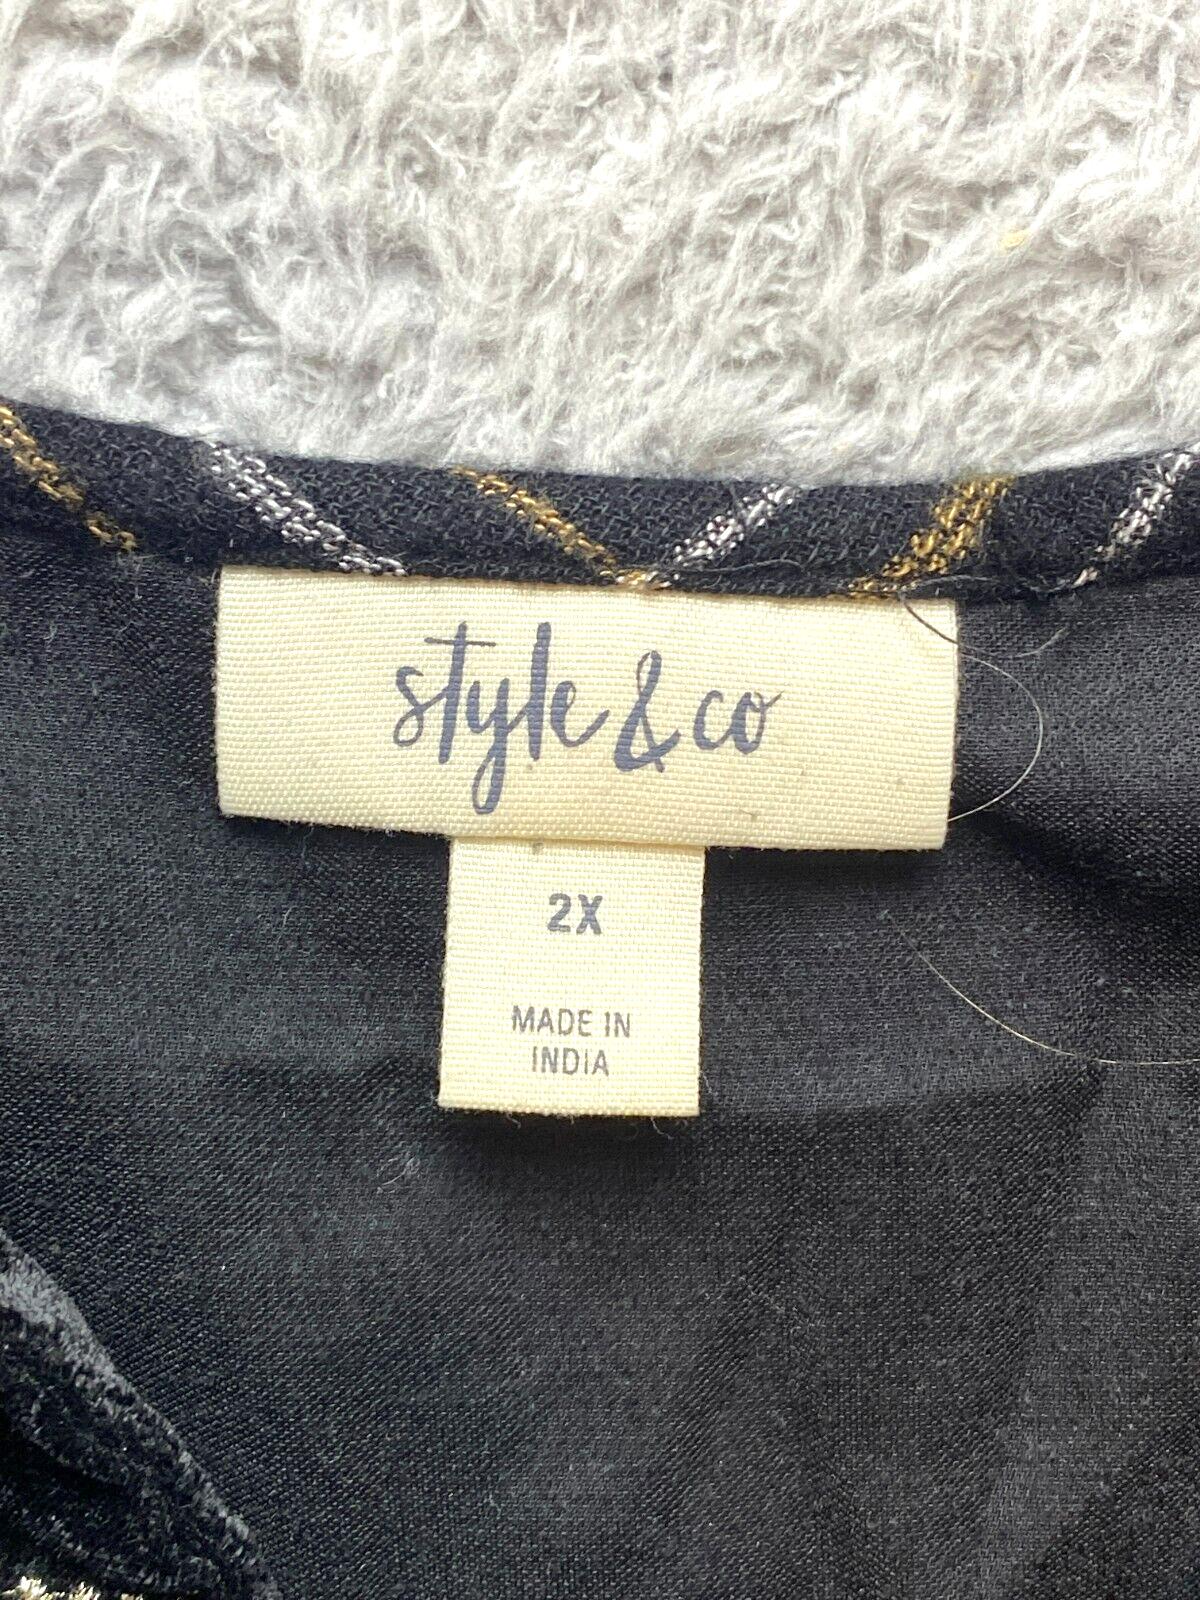 style & co
2X
MADE IN
INDIA